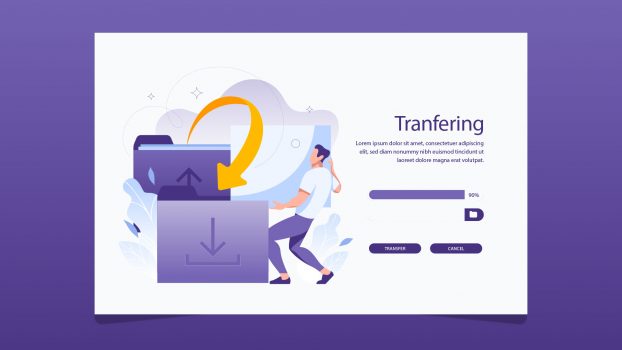 Tranfering
Lorem ipsum dolor sit amet, consectetuer adipiscing
elit, sed diam nonummy nibh euismod tincidunt ut
laoreet dolore magna aliquam erat volutpat.
90%
TRANSFER
CANCEL